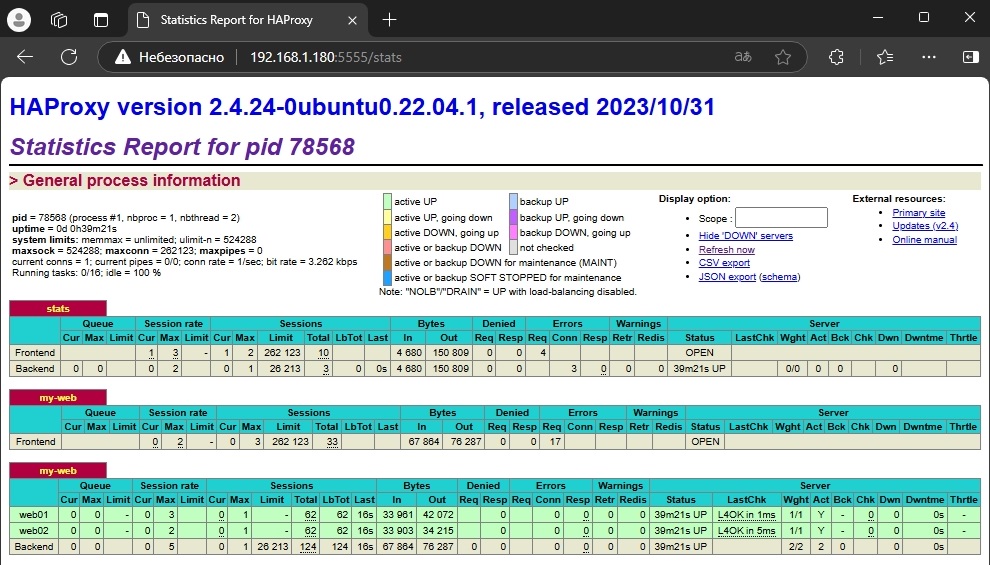 Statistics Report for HAProxy
Небезопасно 192.168.1.180:5555/stats
HAProxy version 2.4.24-0ubuntu0.22.04.1, released 2023/10/31
Statistics Report for pid 78568
> General process information
pid = 78568 (process #1, nbproc = 1, nbthread = 2)
uptime = 0d 0h39m21s
system limits: memmax = unlimited; ulimit-n = 524288
maxsock = 524288; maxconn = 262123; maxpipes = 0
current conns = 1; current pipes = 0/0; conn rate = 1/sec; bit rate = 3.262 kbps
Running tasks: 0/16; idle = 100 %
active UP backup UP
active UP, going down backup UP, going down
active DOWN, going up backup DOWN, going up
active or backup DOWN not checked
active or backup DOWN for maintenance (MAINT)
active or backup SOFT STOPPED for maintenance
Note: "NOLB"/"DRAIN" = UP with load-balancing disabled.
Display option:
Scope :
Hide 'DOWN' servers
Refresh now
CSV export
JSON export (schema)
External resources:
Primary site
Updates (v2.4)
Online manual
stats
Queue Session rate Sessions Bytes Denied Errors Warnings Server
Cur Max Limit Cur Max Limit Cur Max Limit Total LbTot Last In Out Req Resp Req Conn Resp Retr Redis Status LastChk Wght Act Bck Chk Dwn Dwntme Thrtle
Frontend 1 3 - 1 2 262 123 10 4 680 150 809 0 0 4 OPEN
Backend 0 0 0 2 0 1 26 213 3 0 0s 4 680 150 809 0 0 3 0 0 0 39m21s UP 0/0 0 0 0
my-web
Queue Session rate Sessions Bytes Denied Errors Warnings Server
Cur Max Limit Cur Max Limit Cur Max Limit Total LbTot Last In Out Req Resp Req Conn Resp Retr Redis Status LastChk Wght Act Bck Chk Dwn Dwntme Thrtle
Frontend 0 2 - 0 3 262 123 33 67 864 76 287 0 0 17 OPEN
my-web
Queue Session rate Sessions Bytes Denied Errors Warnings Server
Cur Max Limit Cur Max Limit Cur Max Limit Total LbTot Last In Out Req Resp Req Conn Resp Retr Redis Status LastChk Wght Act Bck Chk Dwn Dwntme Thrtle
web01 0 0 - 0 3 0 1 - 62 62 16s 33 961 42 072 0 0 0 0 0 39m21s UP L4OK in 1ms 1/1 Y - 0 0 0s -
web02 0 0 - 0 2 0 1 - 62 62 16s 33 903 34 215 0 0 0 0 0 39m21s UP L4OK in 5ms 1/1 Y - 0 0 0s -
Backend 0 0 0 5 0 1 26 213 124 124 16s 67 864 76 287 0 0 0 0 0 0 39m21s UP 2/2 2 0 0 0s